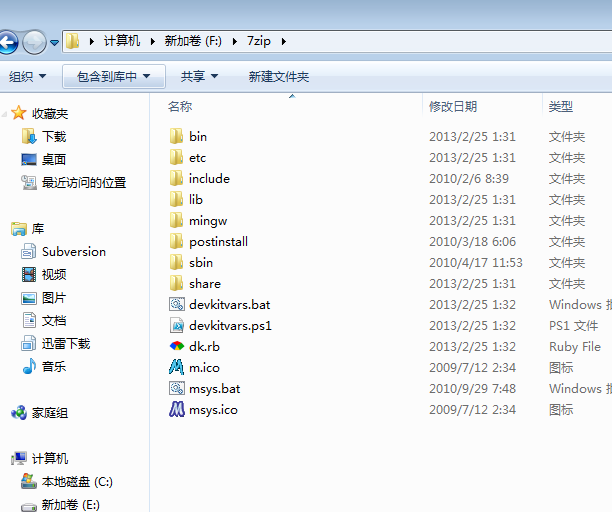 计算机 新加卷 (F:) 7zip
组织 包含到库中 共享 新建文件夹
收藏夹
下载
桌面
最近访问的位置
库
Subversion
视频
图片
文档
迅雷下载
音乐
家庭组
计算机
本地磁盘 (C:)
新加卷 (E:)
名称 修改日期 类型
bin 2013/2/25 1:31 文件夹
etc 2013/2/25 1:31 文件夹
include 2010/2/6 8:39 文件夹
lib 2013/2/25 1:31 文件夹
mingw 2013/2/25 1:31 文件夹
postinstall 2010/3/18 6:06 文件夹
sbin 2010/4/17 11:53 文件夹
share 2013/2/25 1:31 文件夹
devkitvars.bat 2013/2/25 1:32 Windows
devkitvars.ps1 2013/2/25 1:32 PS1 文件
dk.rb 2013/2/25 1:32 Ruby File
m.ico 2009/7/12 2:34 图标
msys.bat 2010/9/29 7:48 Windows
msys.ico 2009/7/12 2:34 图标